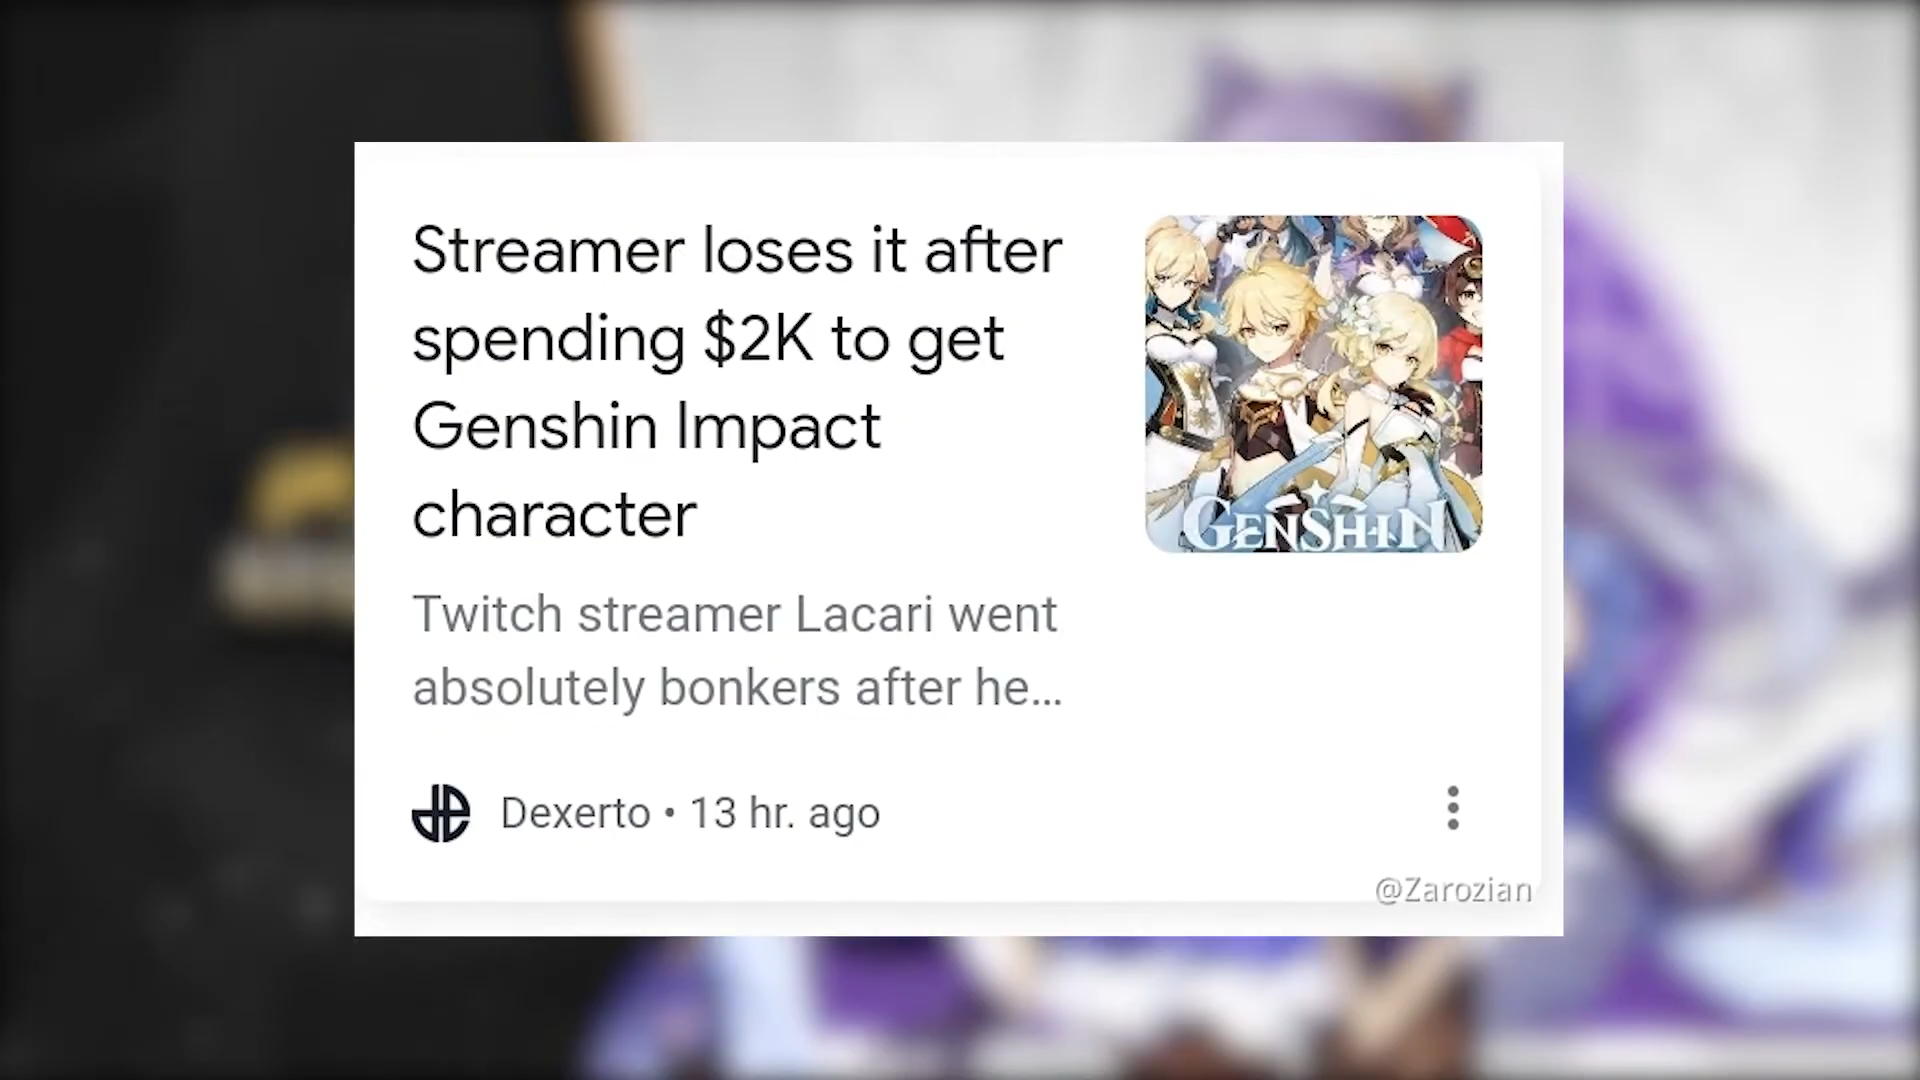 Streamer loses it after
spending $2K to get
Genshin Impact
character
Twitch streamer Lacari went
absolutely bonkers after he...
Dexerto • 13 hr. ago
GENSHIN
@Zarozian